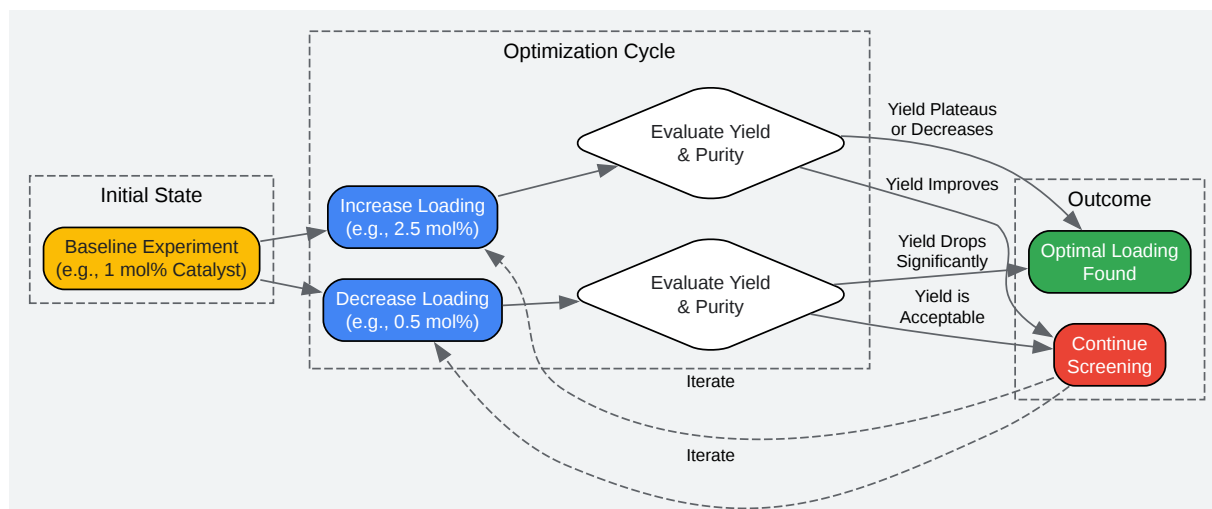 Optimization Cycle
Initial State
Baseline Experiment
(e.g., 1 mol% Catalyst)
Increase Loading
(e.g., 2.5 mol%)
Decrease Loading
(e.g., 0.5 mol%)
Evaluate Yield
& Purity
Evaluate Yield
& Purity
Yield Plateaus
or Decreases
Yield Improves
Yield Drops
Significantly
Yield is
Acceptable
Outcome
Optimal Loading
Found
Continue
Screening
Iterate
Iterate